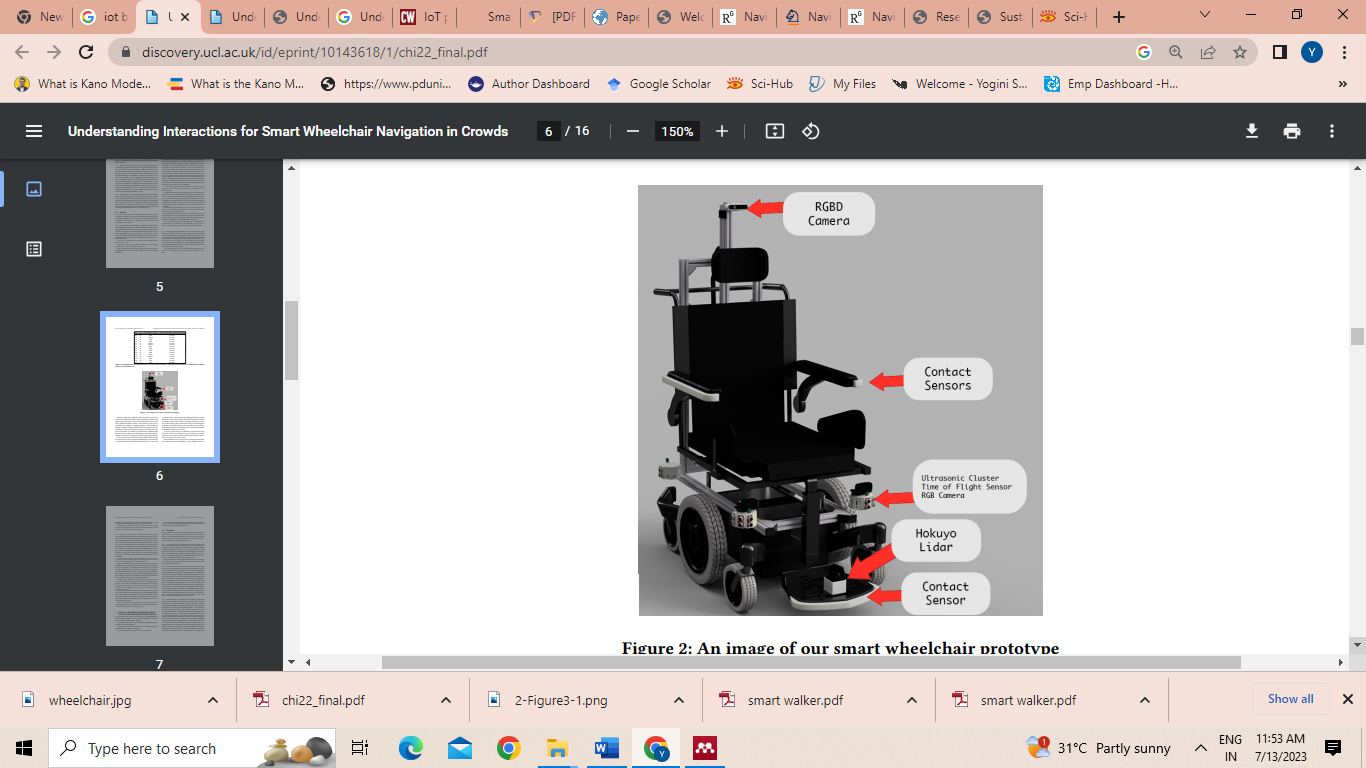 New
iot b
U
Und
Und
Und
IoT p
Sma
[PDF
Pape
Welc
Navi
Navi
Navi
Rese
Sust
Sci-H
discovery.ucl.ac.uk/id/eprint/10143618/1/chi22_final.pdf
Y
What is Kano Mode...
What is the Kano M...
https://www.pduni...
Author Dashboard
Google Scholar
Sci-Hub
My Files
Welcome - Yogini S...
Emp Dashboard -H...
»
Understanding Interactions for Smart Wheelchair Navigation in Crowds
6 / 16
150%
5
6
7
RGBD
Camera
Contact
Sensors
Ultrasonic Cluster
Time of Flight Sensor
RGB Camera
Hokuyo
Lidar
Contact
Sensor
Figure 2: An image of our smart wheelchair prototype
wheelchair.jpg
chi22_final.pdf
2-Figure3-1.png
smart walker.pdf
smart walker.pdf
Show all
Type here to search
1
31°C Partly sunny
ENG
IN
11:53 AM
7/13/2023